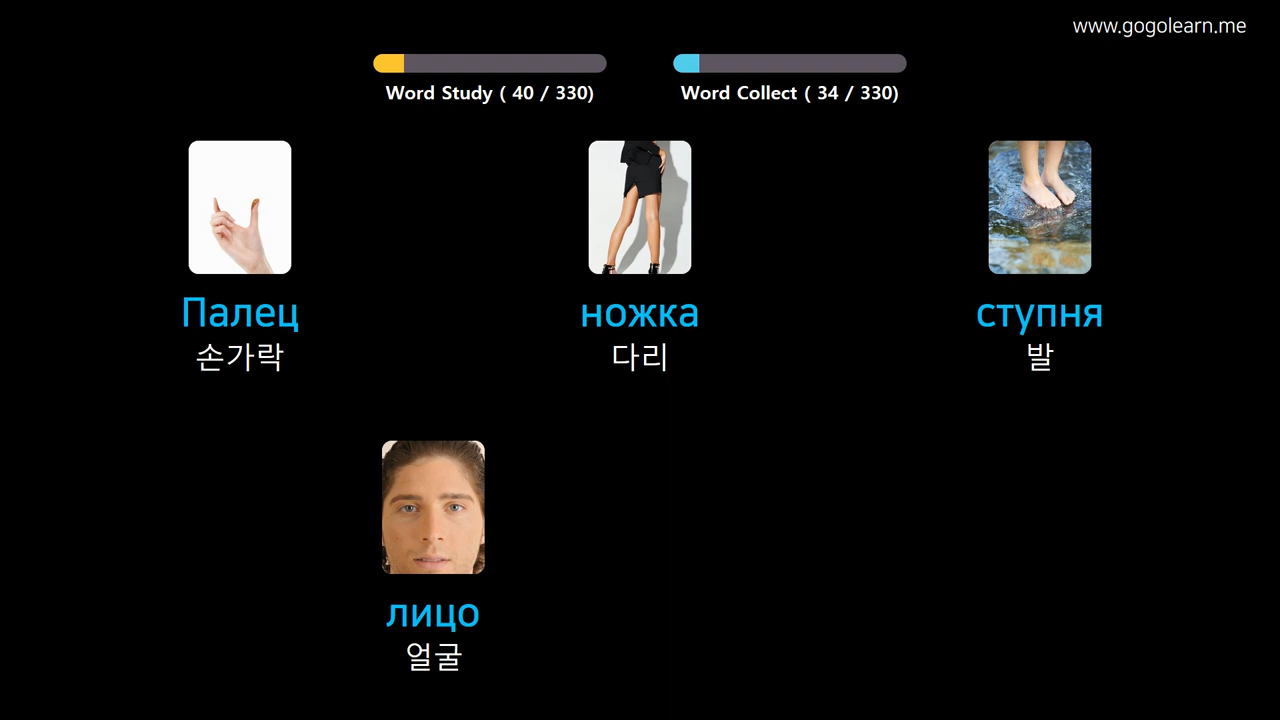 www.gogolearn.me
Word Study ( 40 / 330)
Word Collect ( 34 / 330)
Палец
손가락
ножка
다리
ступня
발
лицо
얼굴